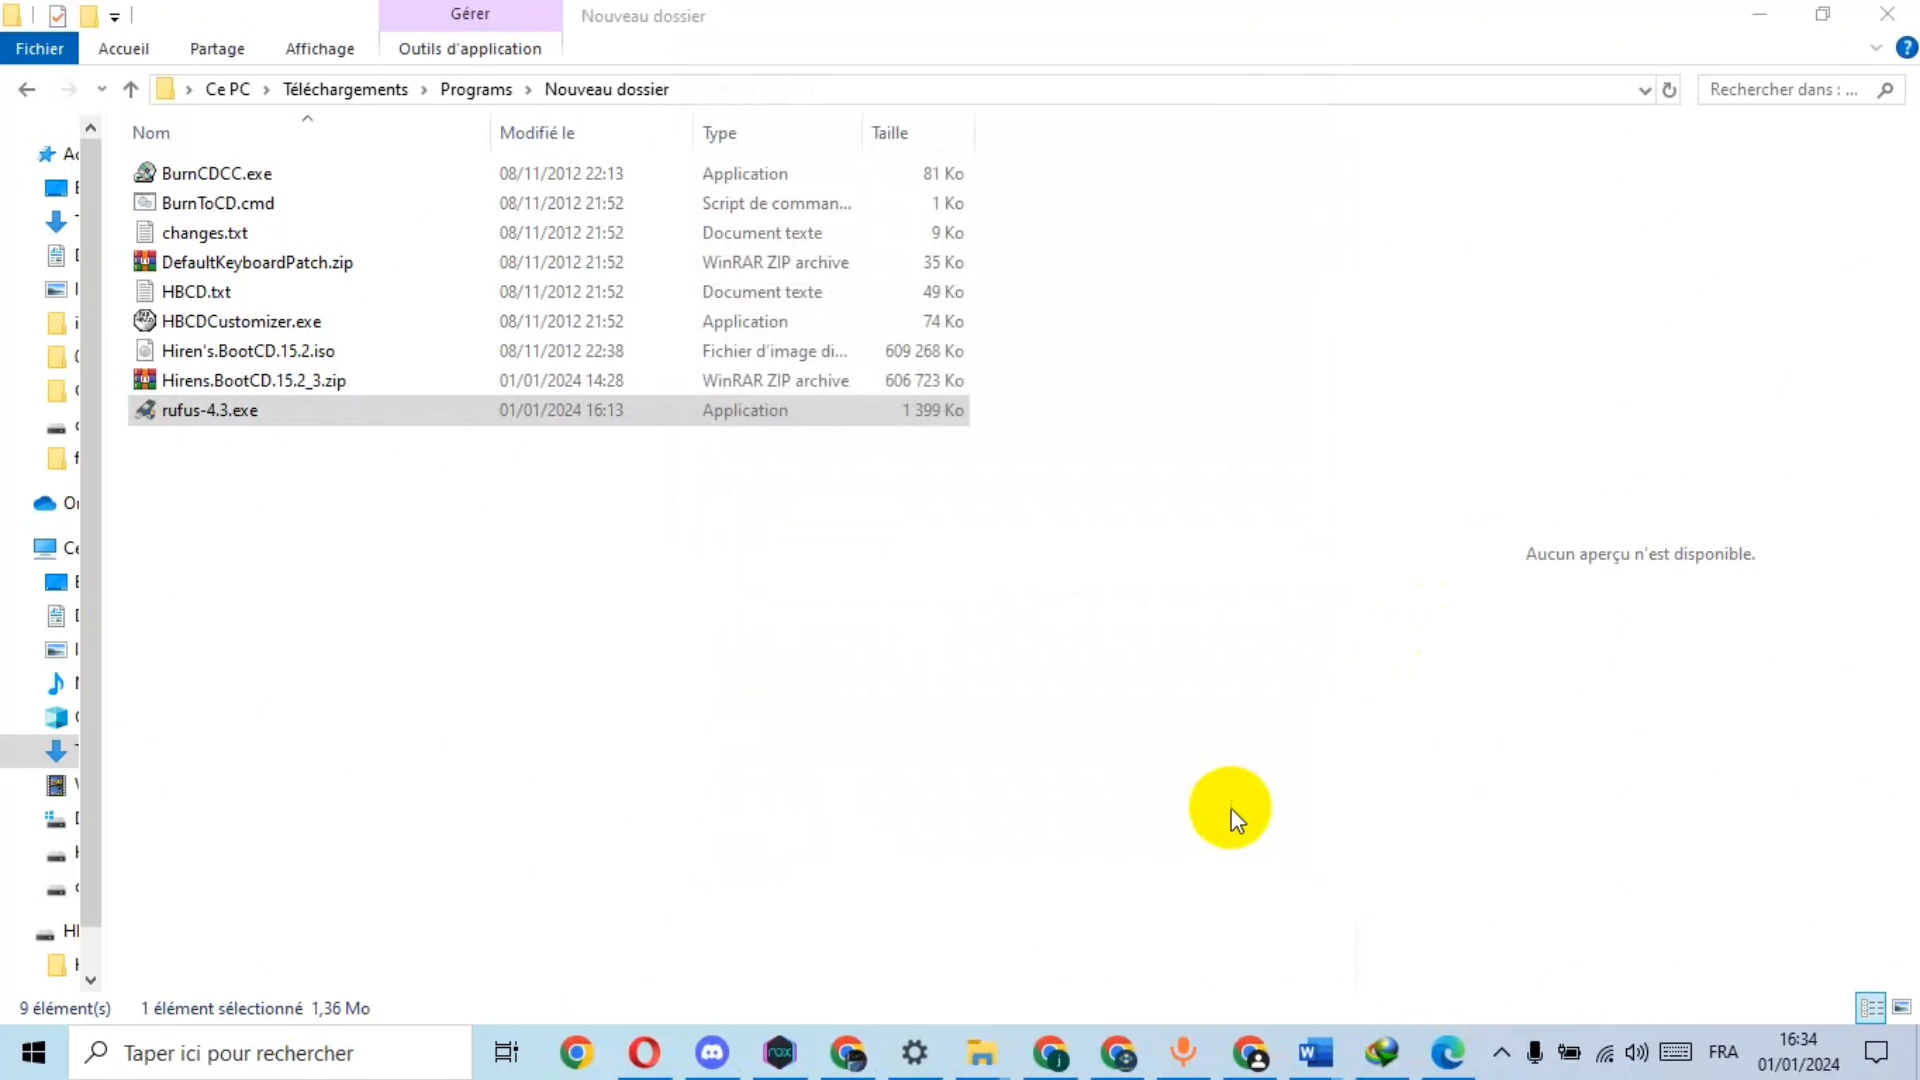 Gérer
Nouveau dossier
Fichier
Accueil
Partage
Affichage
Outils d'application
Ce PC
Téléchargements
Programs
Nouveau dossier
Rechercher dans : ...
Nom
Modifié le
Type
Taille
BurnCDCC.exe 08/11/2012 22:13 Application 81 Ko
BurnToCD.cmd 08/11/2012 21:52 Script de comman... 1 Ko
changes.txt 08/11/2012 21:52 Document texte 9 Ko
DefaultKeyboardPatch.zip 08/11/2012 21:52 WinRAR ZIP archive 35 Ko
HBCD.txt 08/11/2012 21:52 Document texte 49 Ko
HBCDCustomizer.exe 08/11/2012 21:52 Application 74 Ko
Hiren's.BootCD.15.2.iso 08/11/2012 22:38 Fichier d'image di... 609 268 Ko
Hirens.BootCD.15.2_3.zip 01/01/2024 14:28 WinRAR ZIP archive 606 723 Ko
rufus-4.3.exe 01/01/2024 16:13 Application 1 399 Ko
Aucun aperçu n'est disponible.
9 élément(s)
1 élément sélectionné 1,36 Mo
Taper ici pour rechercher
FRA
16:34
01/01/2024